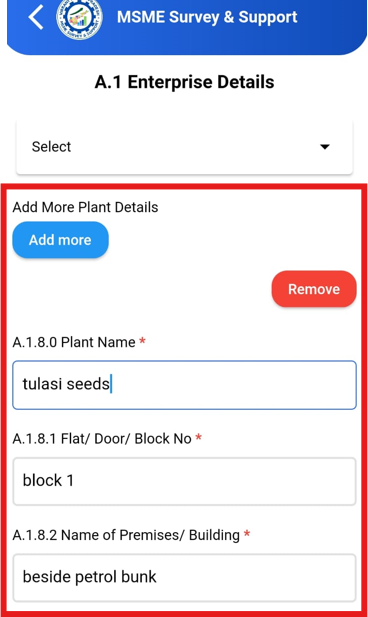 MSME Survey & Support
A.1 Enterprise Details
Select
Add More Plant Details
Add more
Remove
A.1.8.0 Plant Name *
tulasi seeds
A.1.8.1 Flat/ Door/ Block No *
block 1
A.1.8.2 Name of Premises/ Building *
beside petrol bunk